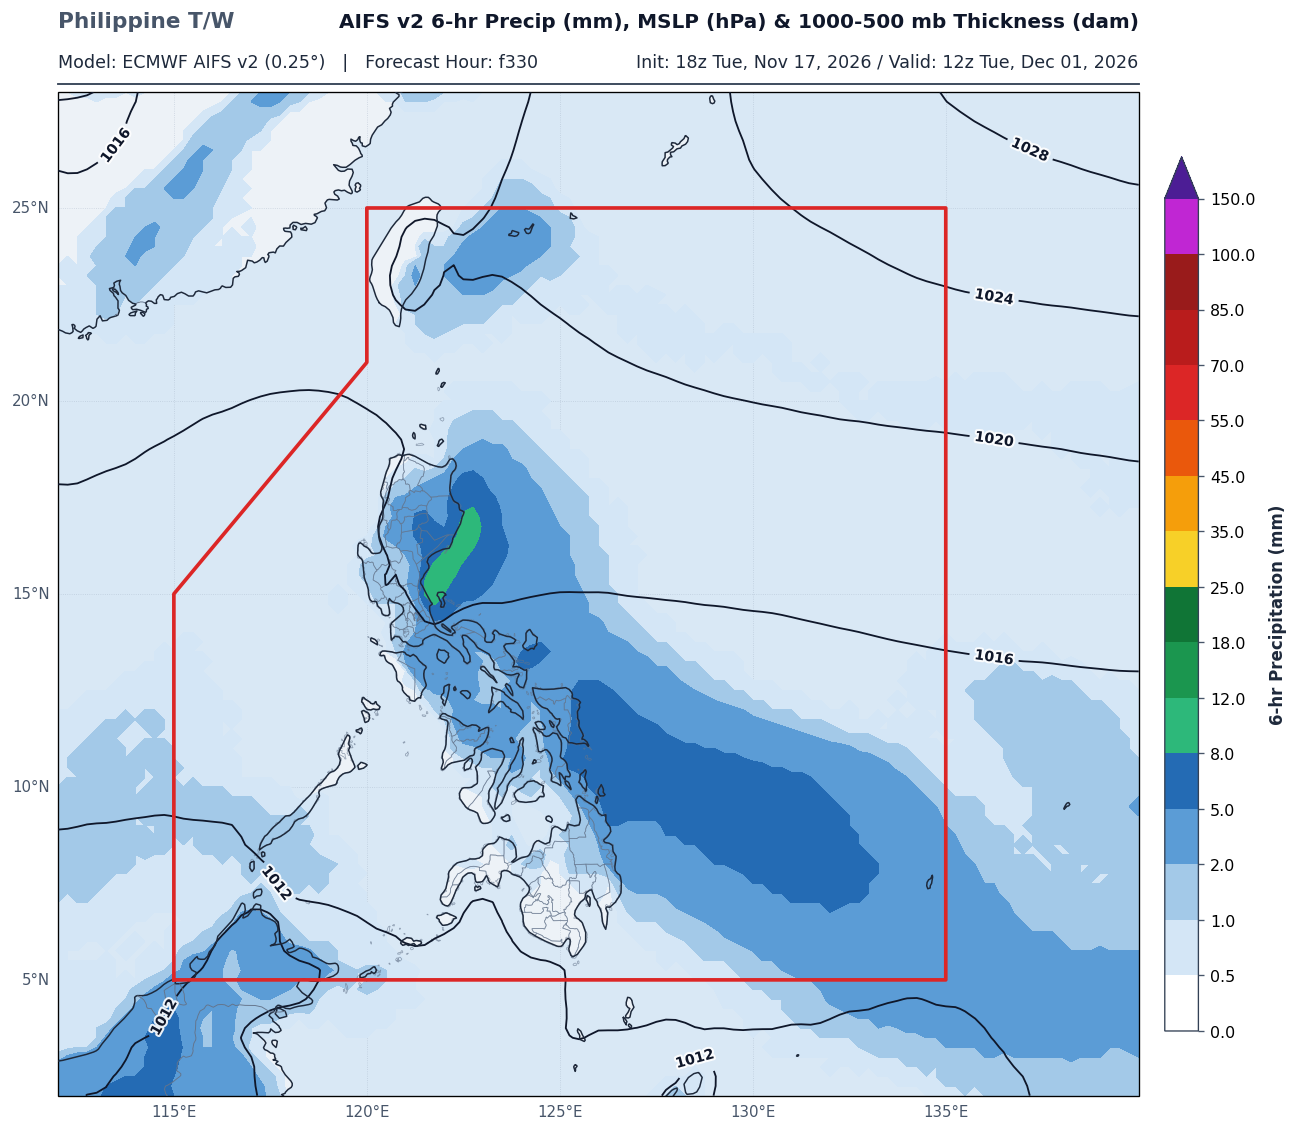 Philippine T/W
AIFS v2 6-hr Precip (mm), MSLP (hPa) & 1000-500 mb Thickness (dam)
Model: ECMWF AIFS v2 (0.25°) | Forecast Hour: f330
Init: 18z Tue, Nov 17, 2026 / Valid: 12z Tue, Dec 01, 2026
1016
1028
1024
1020
1016
1012
1012
1012
25°N
20°N
15°N
10°N
5°N
115°E
120°E
125°E
130°E
135°E
150.0
100.0
85.0
70.0
55.0
45.0
35.0
25.0
18.0
12.0
8.0
5.0
2.0
1.0
0.5
0.0
6-hr Precipitation (mm)